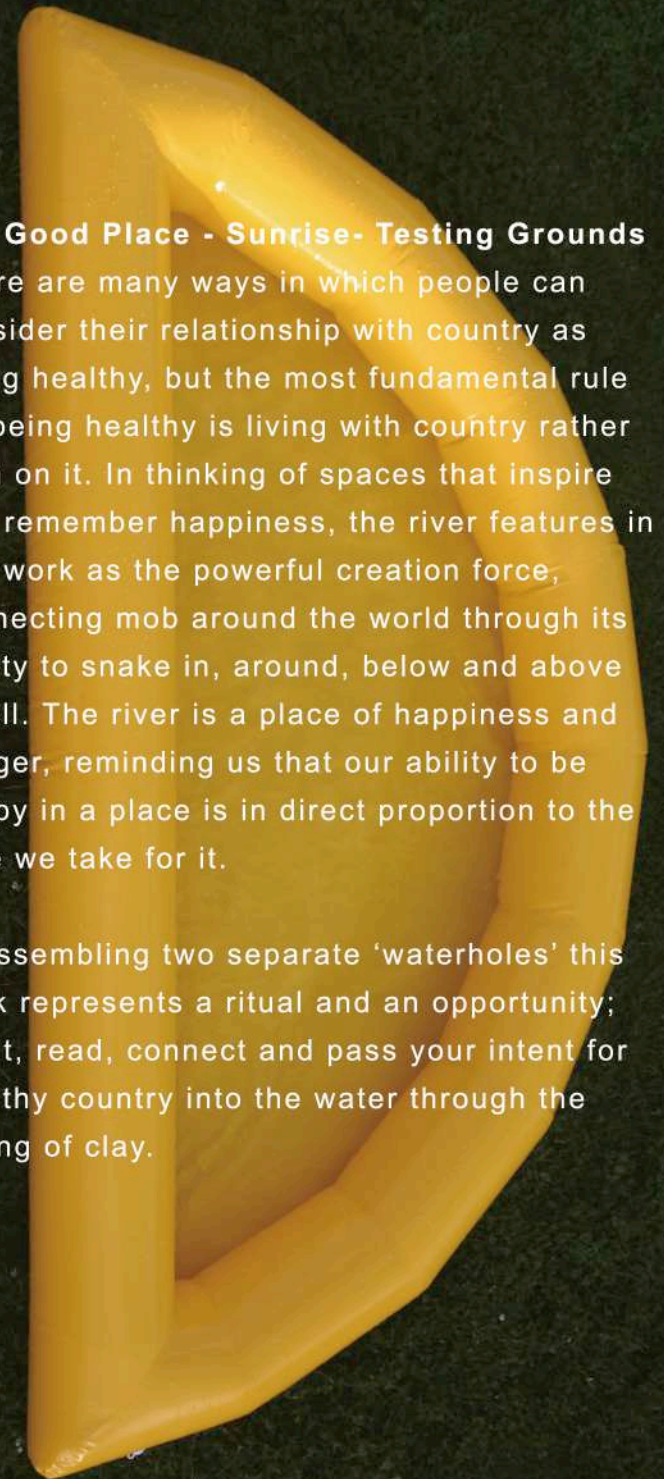 Good Place - Sunrise- Testing Grounds
re are many ways in which people can
sider their relationship with country as
g healthy, but the most fundamental rule
being healthy is living with country rather
on it. In thinking of spaces that inspire
remember happiness, the river features in
work as the powerful creation force,
necting mob around the world through its
ty to snake in, around, below and above
ll. The river is a place of happiness and
ger, reminding us that our ability to be
py in a place is in direct proportion to the
e we take for it.
ssembling two separate ‘waterholes’ this
k represents a ritual and an opportunity;
t, read, connect and pass your intent for
thy country into the water through the
ng of clay.